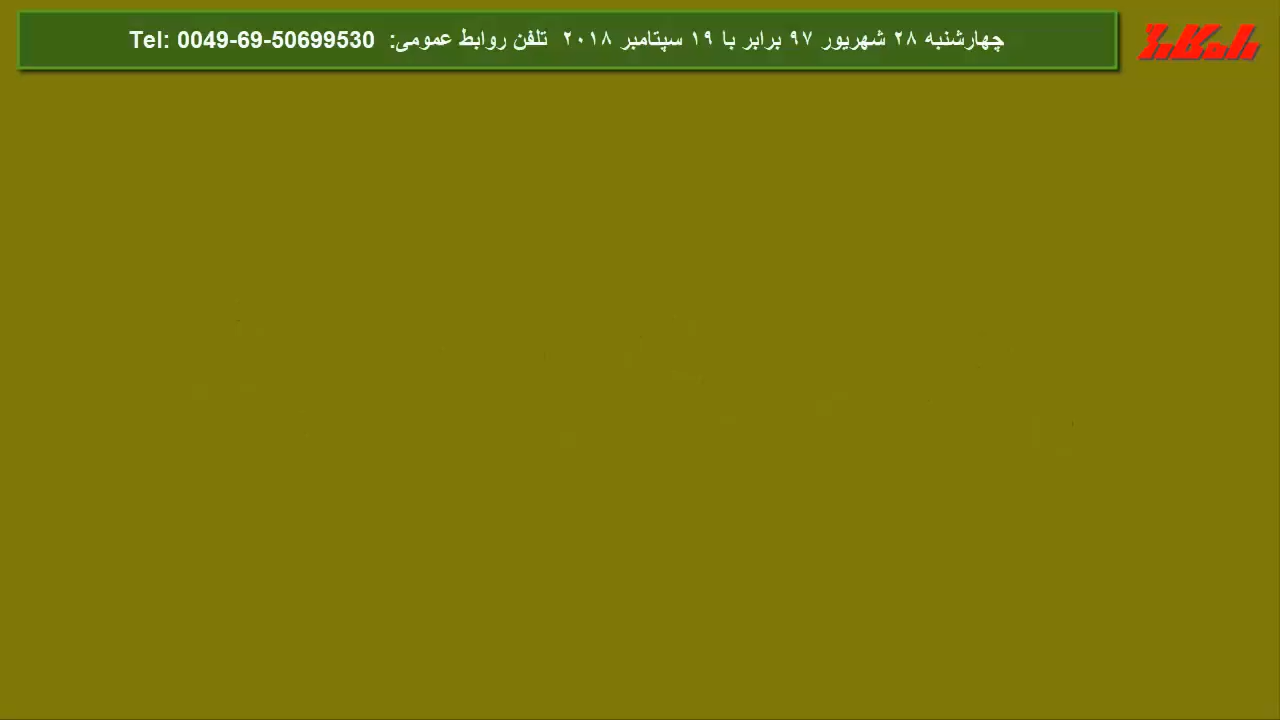 چهارشنبه ۲۸ شهریور ۹۷ برابر با ۱۹ سپتامبر ۲۰۱۸ تلفن روابط عمومی: Tel: 0049-69-50699530